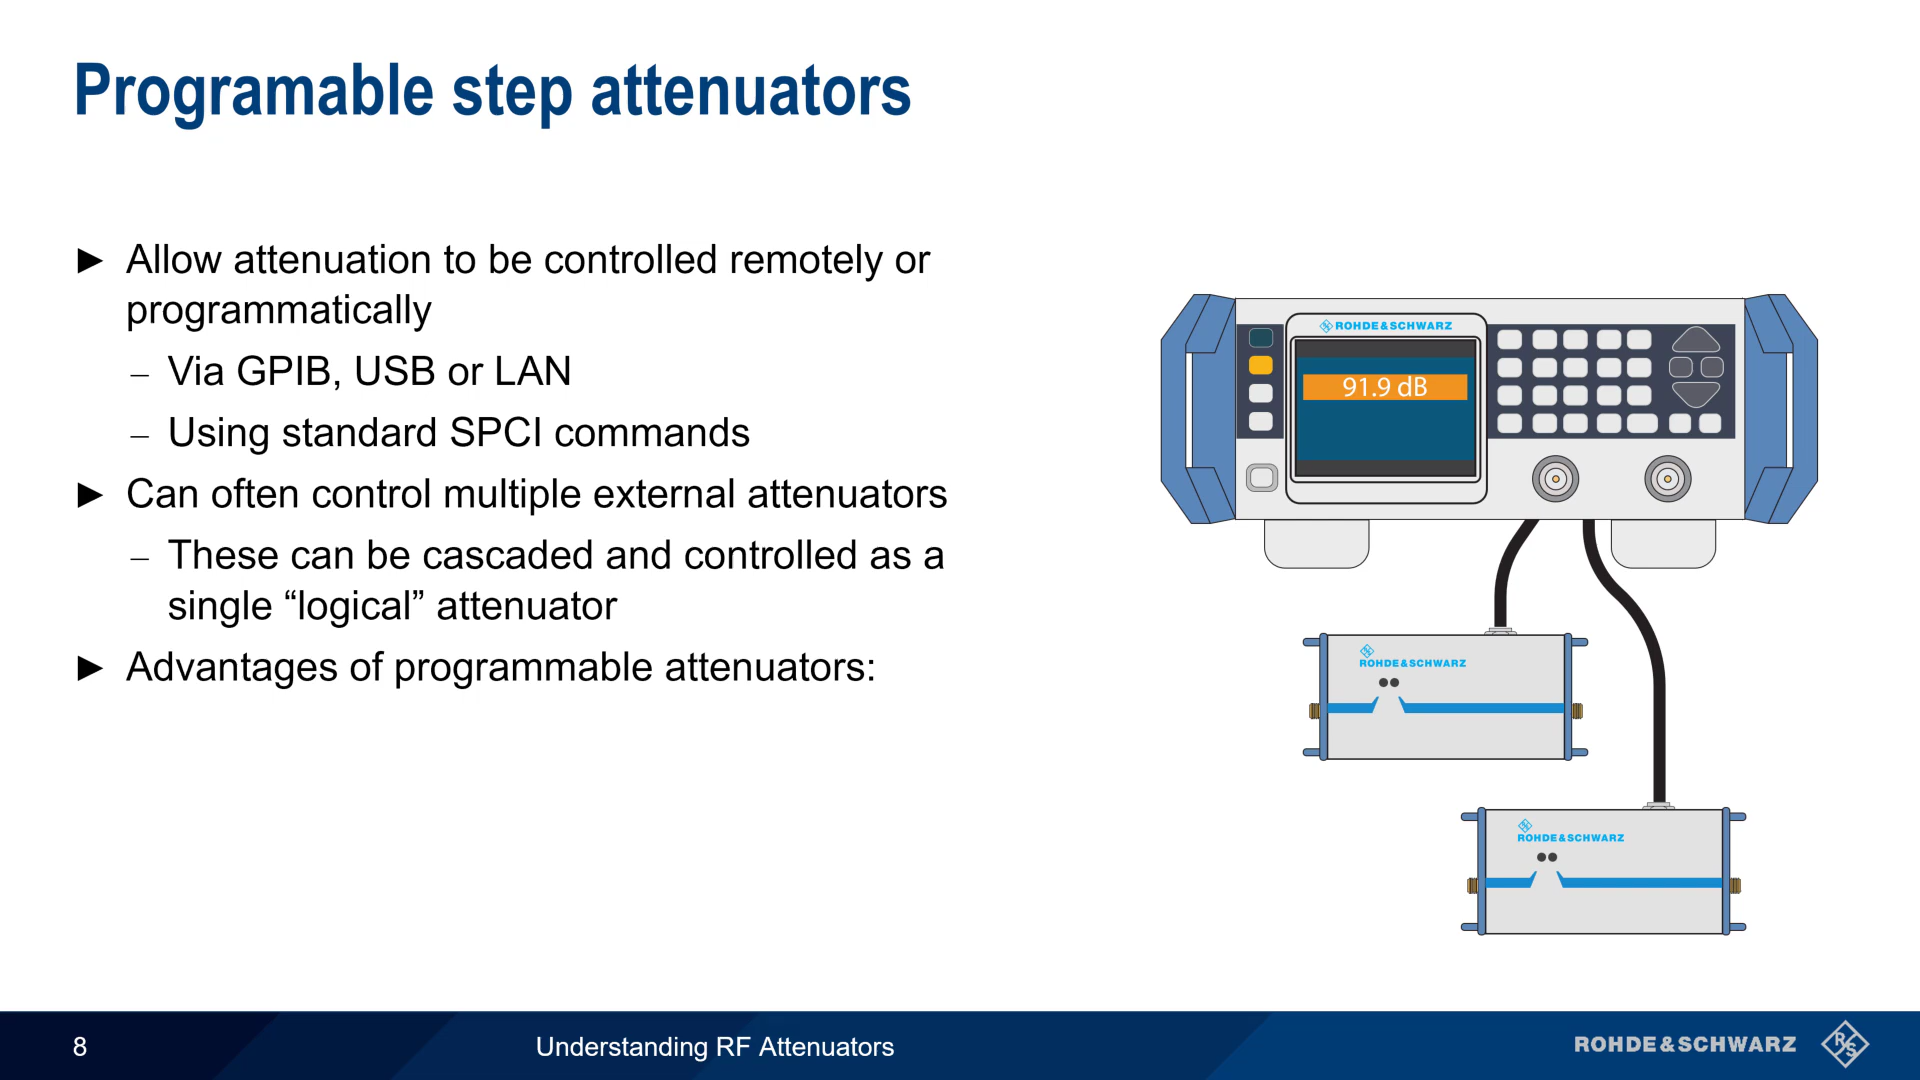 Programable step attenuators
► Allow attenuation to be controlled remotely or
programmatically
– Via GPIB, USB or LAN
– Using standard SPCI commands
► Can often control multiple external attenuators
– These can be cascaded and controlled as a
single “logical” attenuator
► Advantages of programmable attenuators:
ROHDE&SCHWARZ
91.9 dB
ROHDE&SCHWARZ
ROHDE&SCHWARZ
8
Understanding RF Attenuators
ROHDE&SCHWARZ
R&S